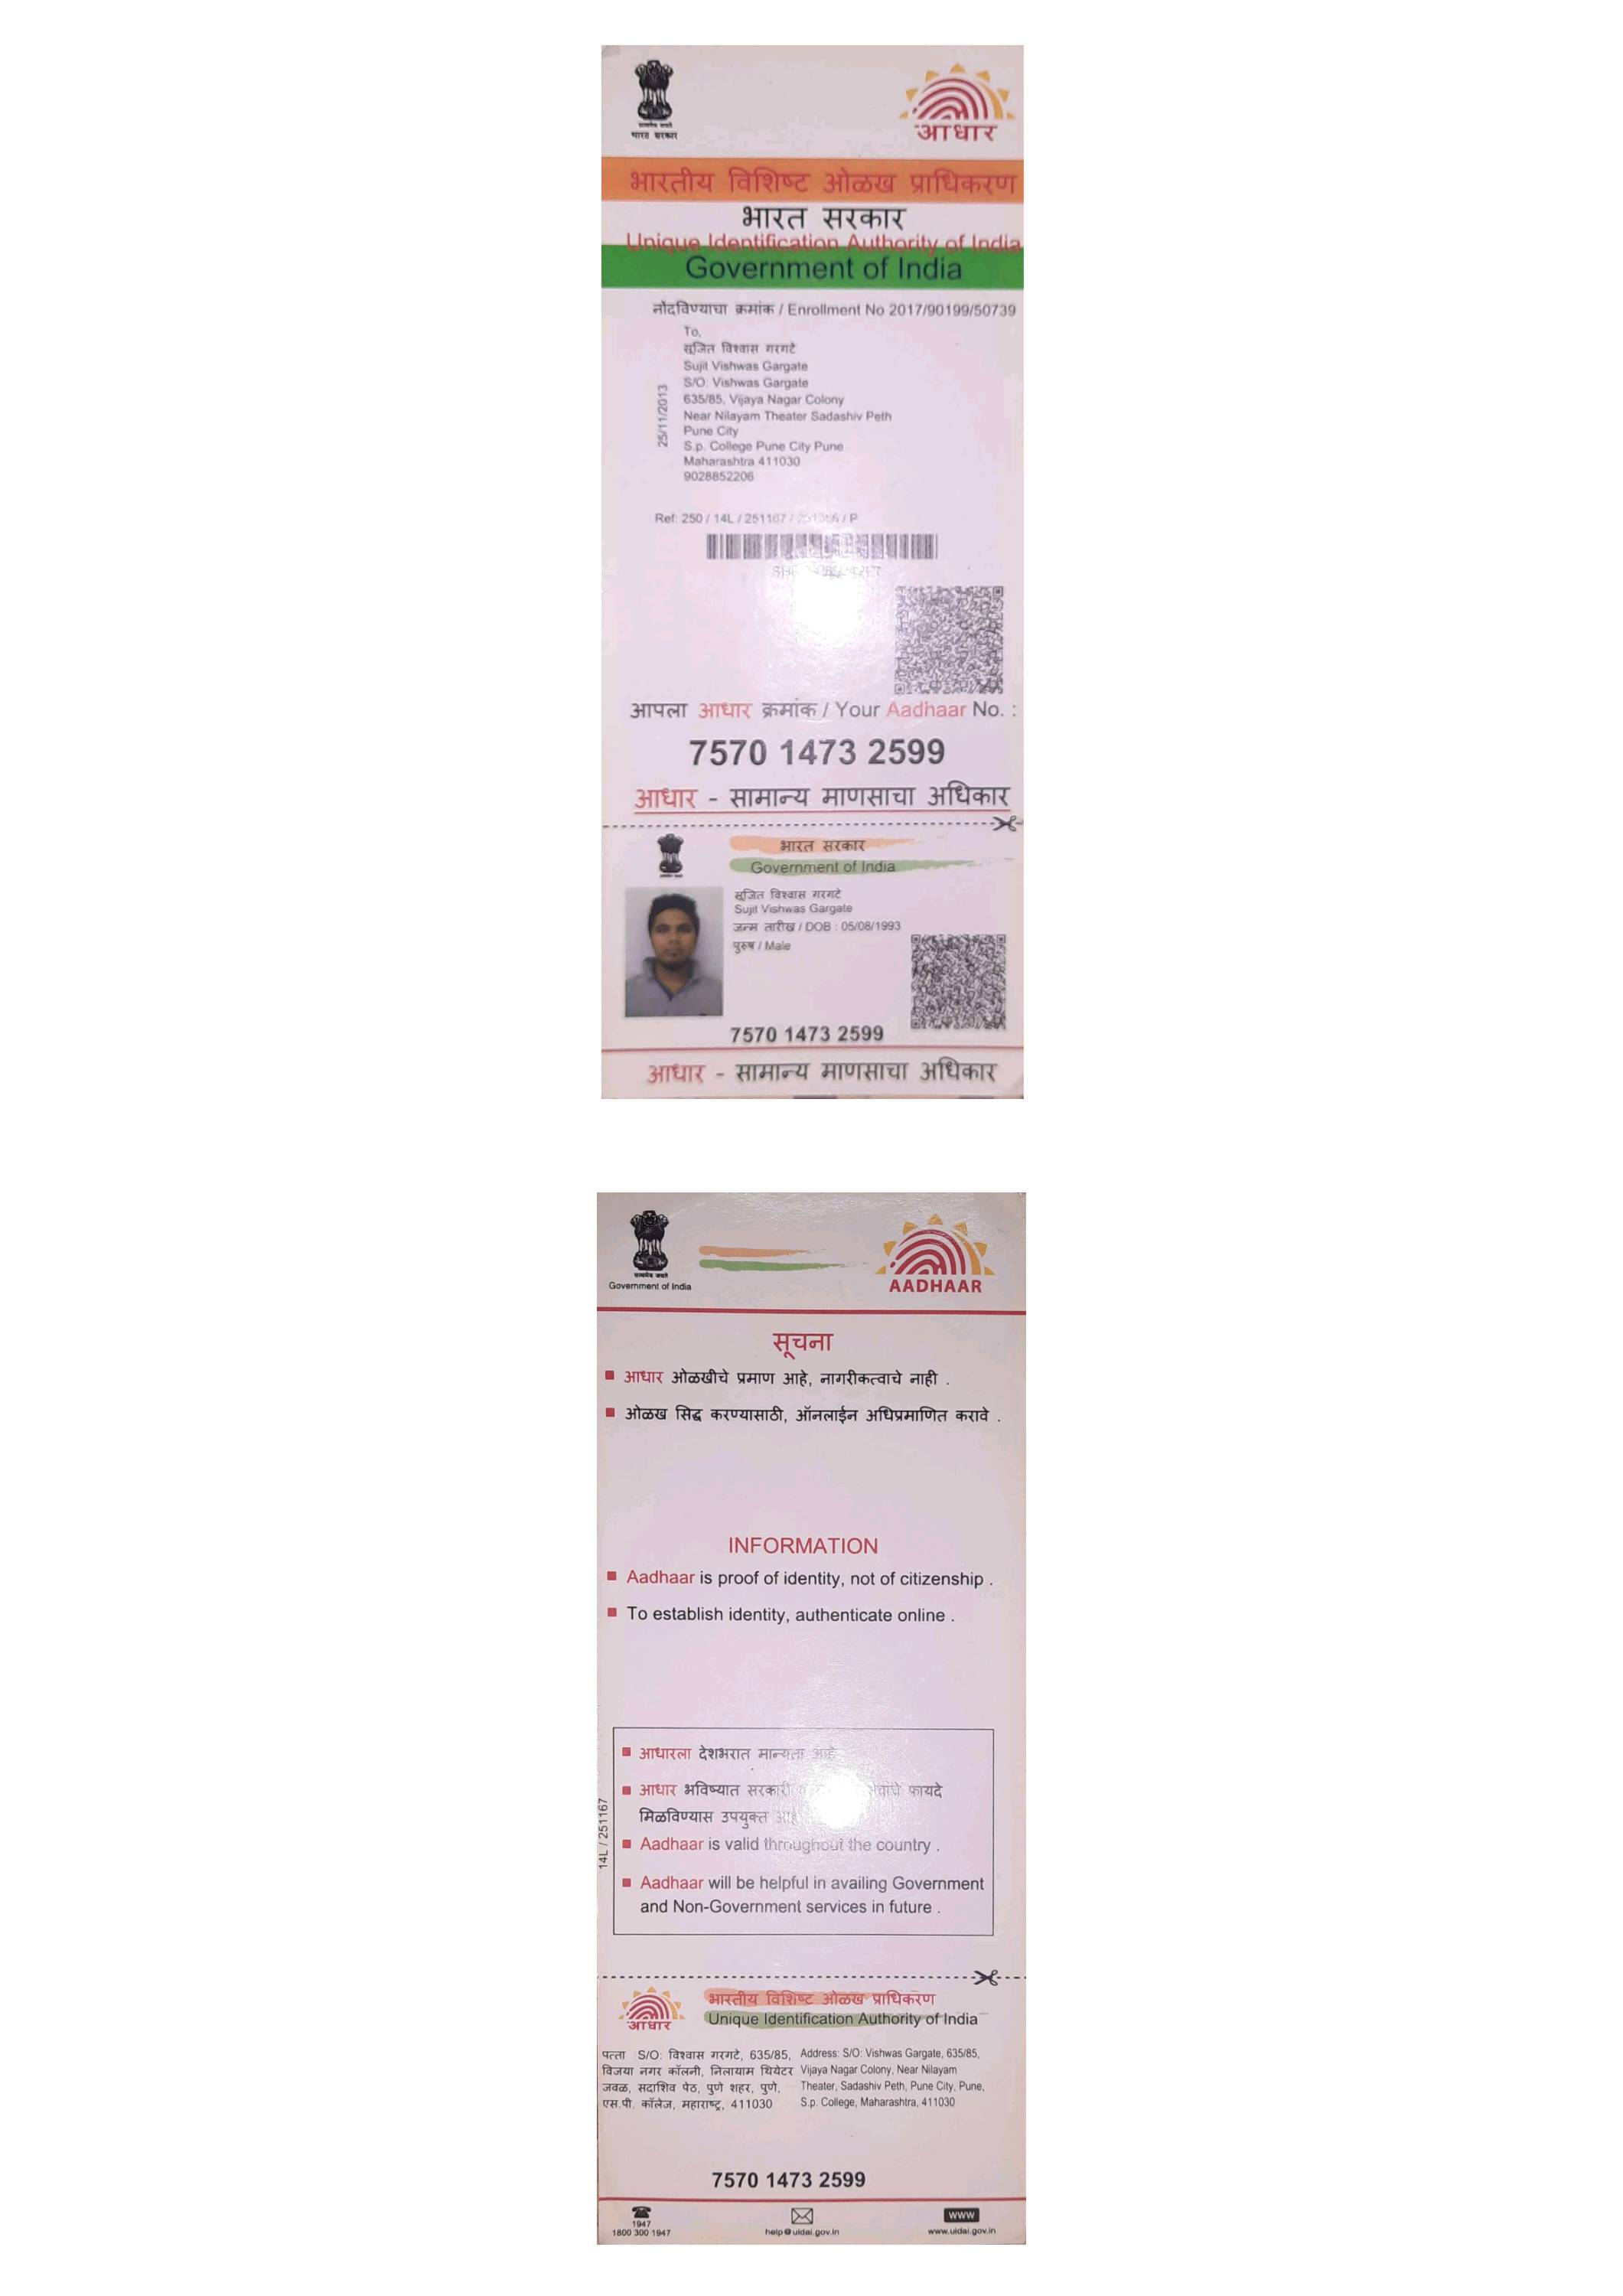 सत्यमेव जयते
भारत सरकार
आधार
भारतीय विशिष्ट ओळख प्राधिकरण
भारत सरकार
Unique Identification Authority of India
Government of India
नोंदविण्याचा क्रमांक / Enrollment No 2017/90199/50739
To,
सूजित विश्वास गरगटे
Sujit Vishwas Gargate
S/O: Vishwas Gargate
635/85, Vijaya Nagar Colony
Near Nilayam Theater Sadashiv Peth
Pune City
S.p. College Pune City Pune
Maharashtra 411030
9028852206
25/11/2013
Ref: 250 / 14L / 251167 / / P
आपला आधार क्रमांक / Your Aadhaar No. :
7570 1473 2599
आधार - सामान्य माणसाचा अधिकार
भारत सरकार
Government of India
सूजित विश्वास गरगटे
Sujit Vishwas Gargate
जन्म तारीख / DOB : 05/08/1993
पुरुष / Male
7570 1473 2599
आधार - सामान्य माणसाचा अधिकार
सत्यमेव जयते
Government of India
AADHAAR
सूचना
आधार ओळखीचे प्रमाण आहे, नागरीकत्वाचे नाही .
ओळख सिद्ध करण्यासाठी, ऑनलाईन अधिप्रमाणित करावे .
INFORMATION
Aadhaar is proof of identity, not of citizenship .
To establish identity, authenticate online .
आधारला देशभरात मान्यता आहे
आधार भविष्यात सरकारी फायदे
मिळविण्यास उपयुक्त आहे
Aadhaar is valid throughout the country .
Aadhaar will be helpful in availing Government
and Non-Government services in future .
14L / 251167
आधार
भारतीय विशिष्ट ओळख प्राधिकरण
Unique Identification Authority of India
पत्ता S/O: विश्वास गरगटे, 635/85,
विजया नगर कॉलनी, निलायाम थियेटर
जवळ, सदाशिव पेठ, पुणे शहर, पुणे,
एस.पी. कॉलेज, महाराष्ट्र, 411030
Address: S/O: Vishwas Gargate, 635/85,
Vijaya Nagar Colony, Near Nilayam
Theater, Sadashiv Peth, Pune City, Pune,
S.p. College, Maharashtra, 411030
7570 1473 2599
1947
1800 300 1947
help@uidai.gov.in
WWW
www.uidai.gov.in